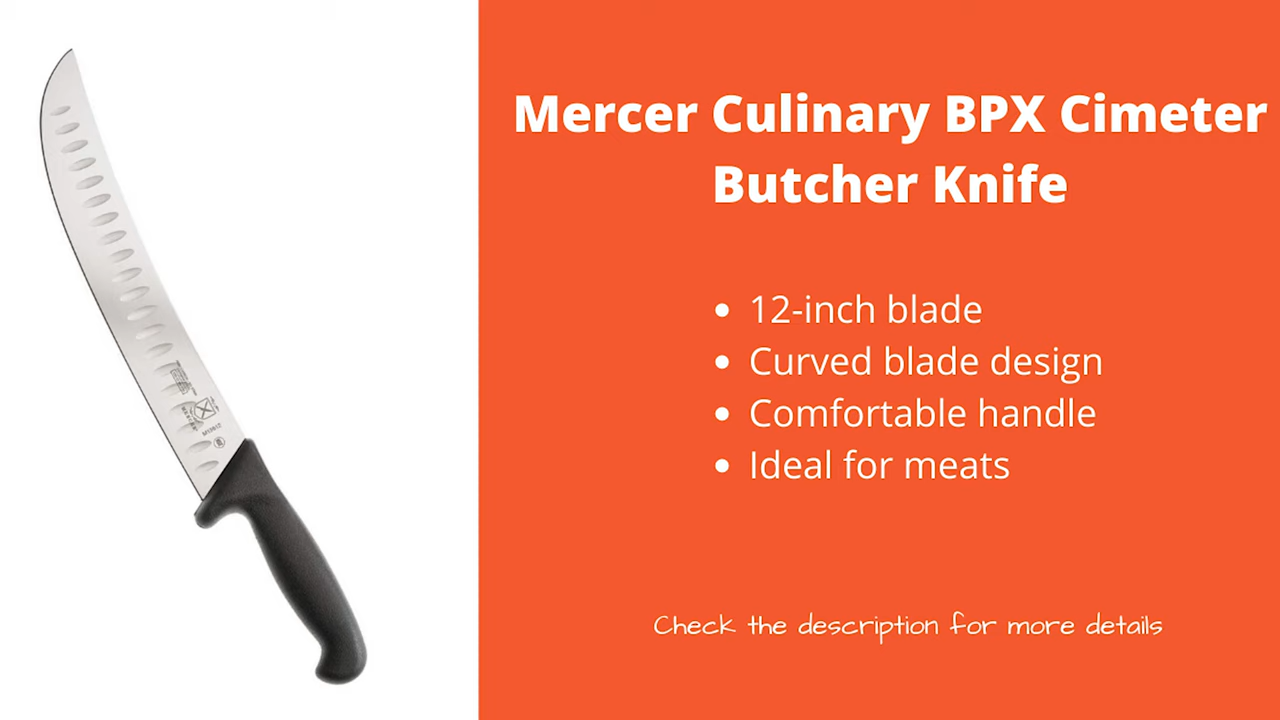 Mercer Culinary BPX Cimeter
Butcher Knife
12-inch blade
Curved blade design
Comfortable handle
Ideal for meats
Check the description for more details